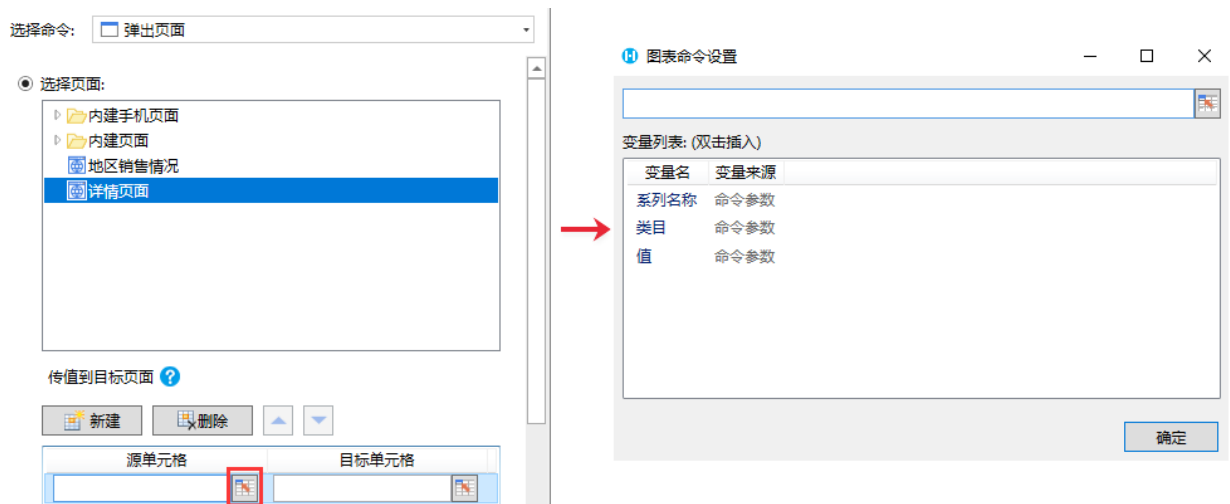 选择命令: 弹出页面
选择页面:
内建手机页面
内建页面
地区销售情况
详情页面
传值到目标页面 ?
新建 删除
源单元格 目标单元格
图表命令设置
变量列表: (双击插入)
变量名 变量来源
系列名称 命令参数
类目 命令参数
值 命令参数
确定